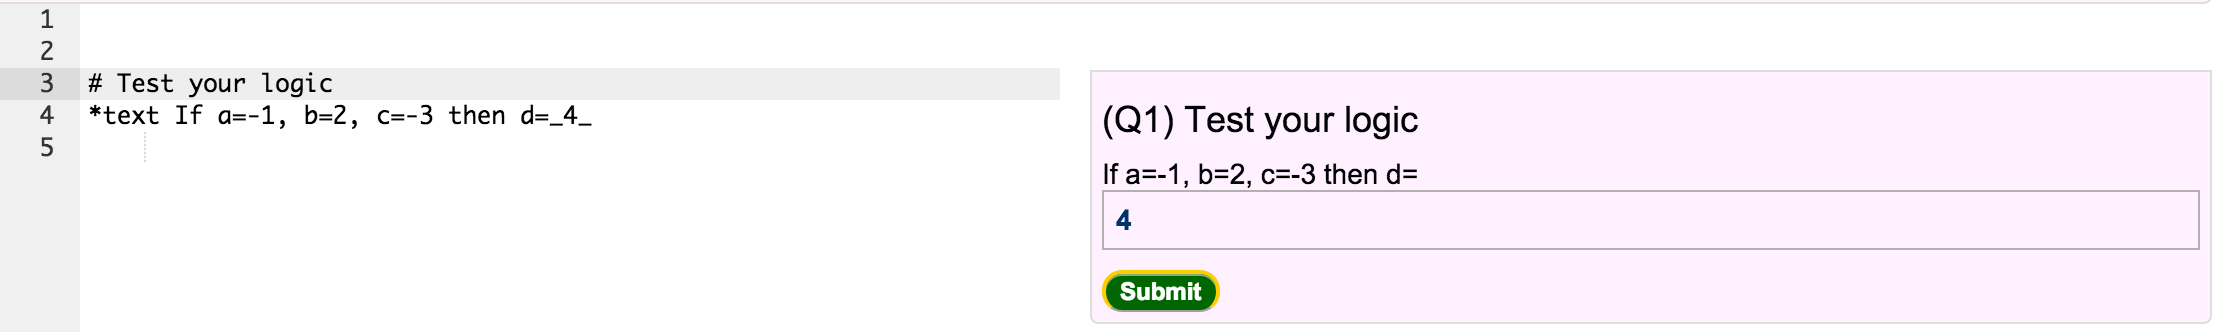 1
2
3 # Test your logic
4 *text If a=-1, b=2, c=-3 then d=_4_
5
(Q1) Test your logic
If a=-1, b=2, c=-3 then d=
4
Submit